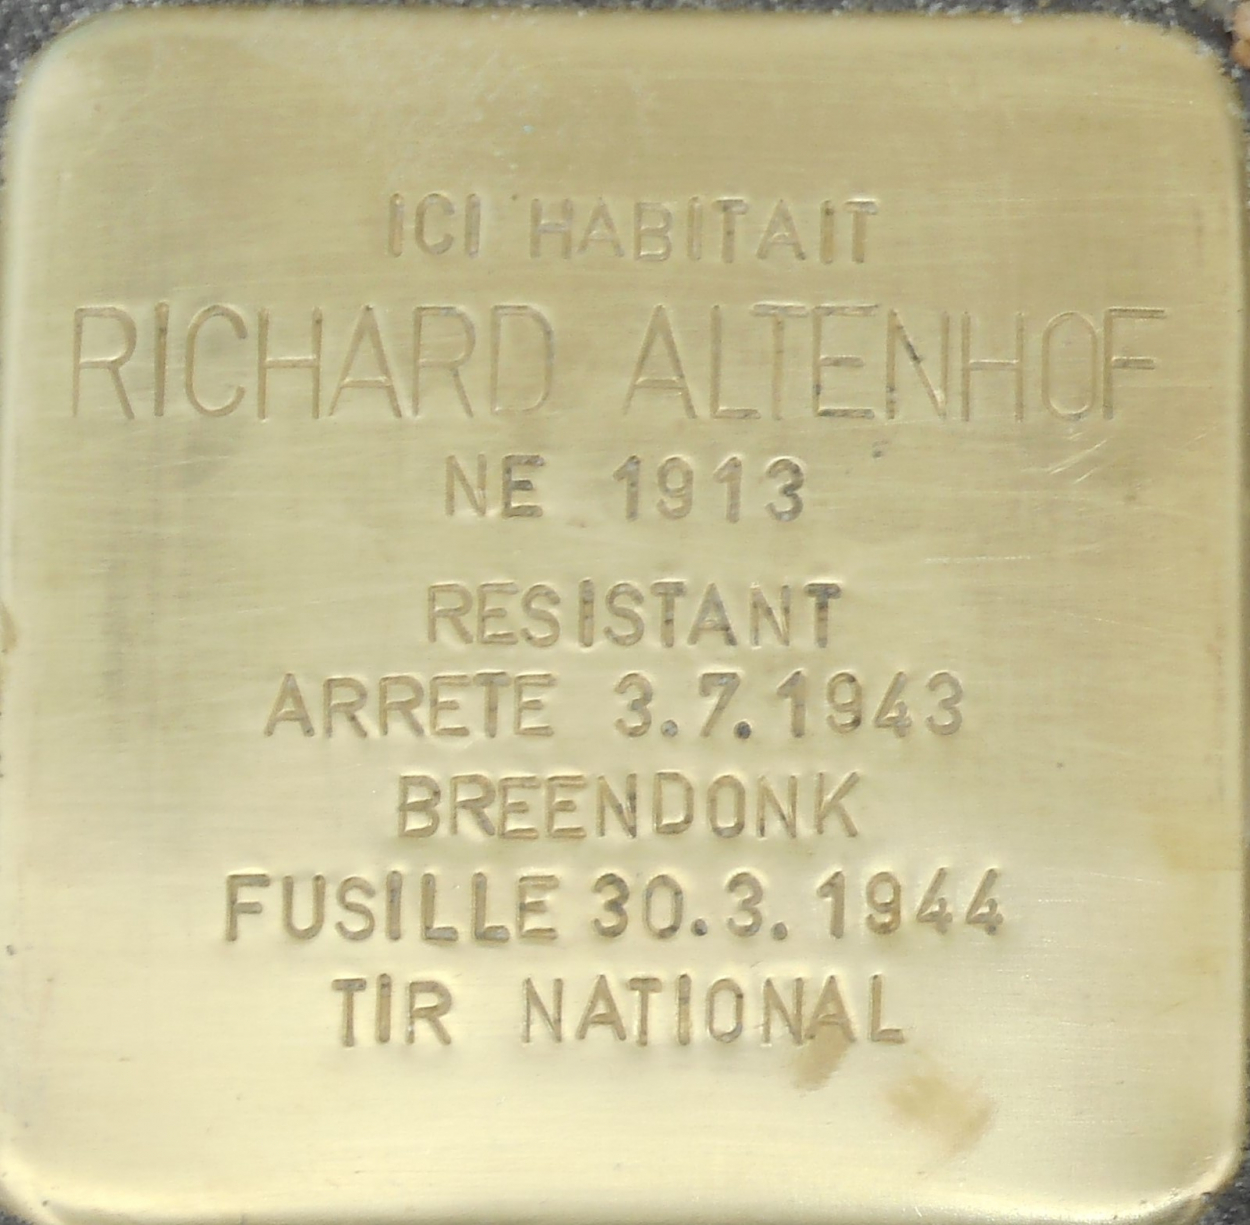 ICI HABITAIT
RICHARD ALTENHOF
NE 1913
RESISTANT
ARRETE 3.7.1943
BREENDONK
FUSILLE 30.3.1944
TIR NATIONAL